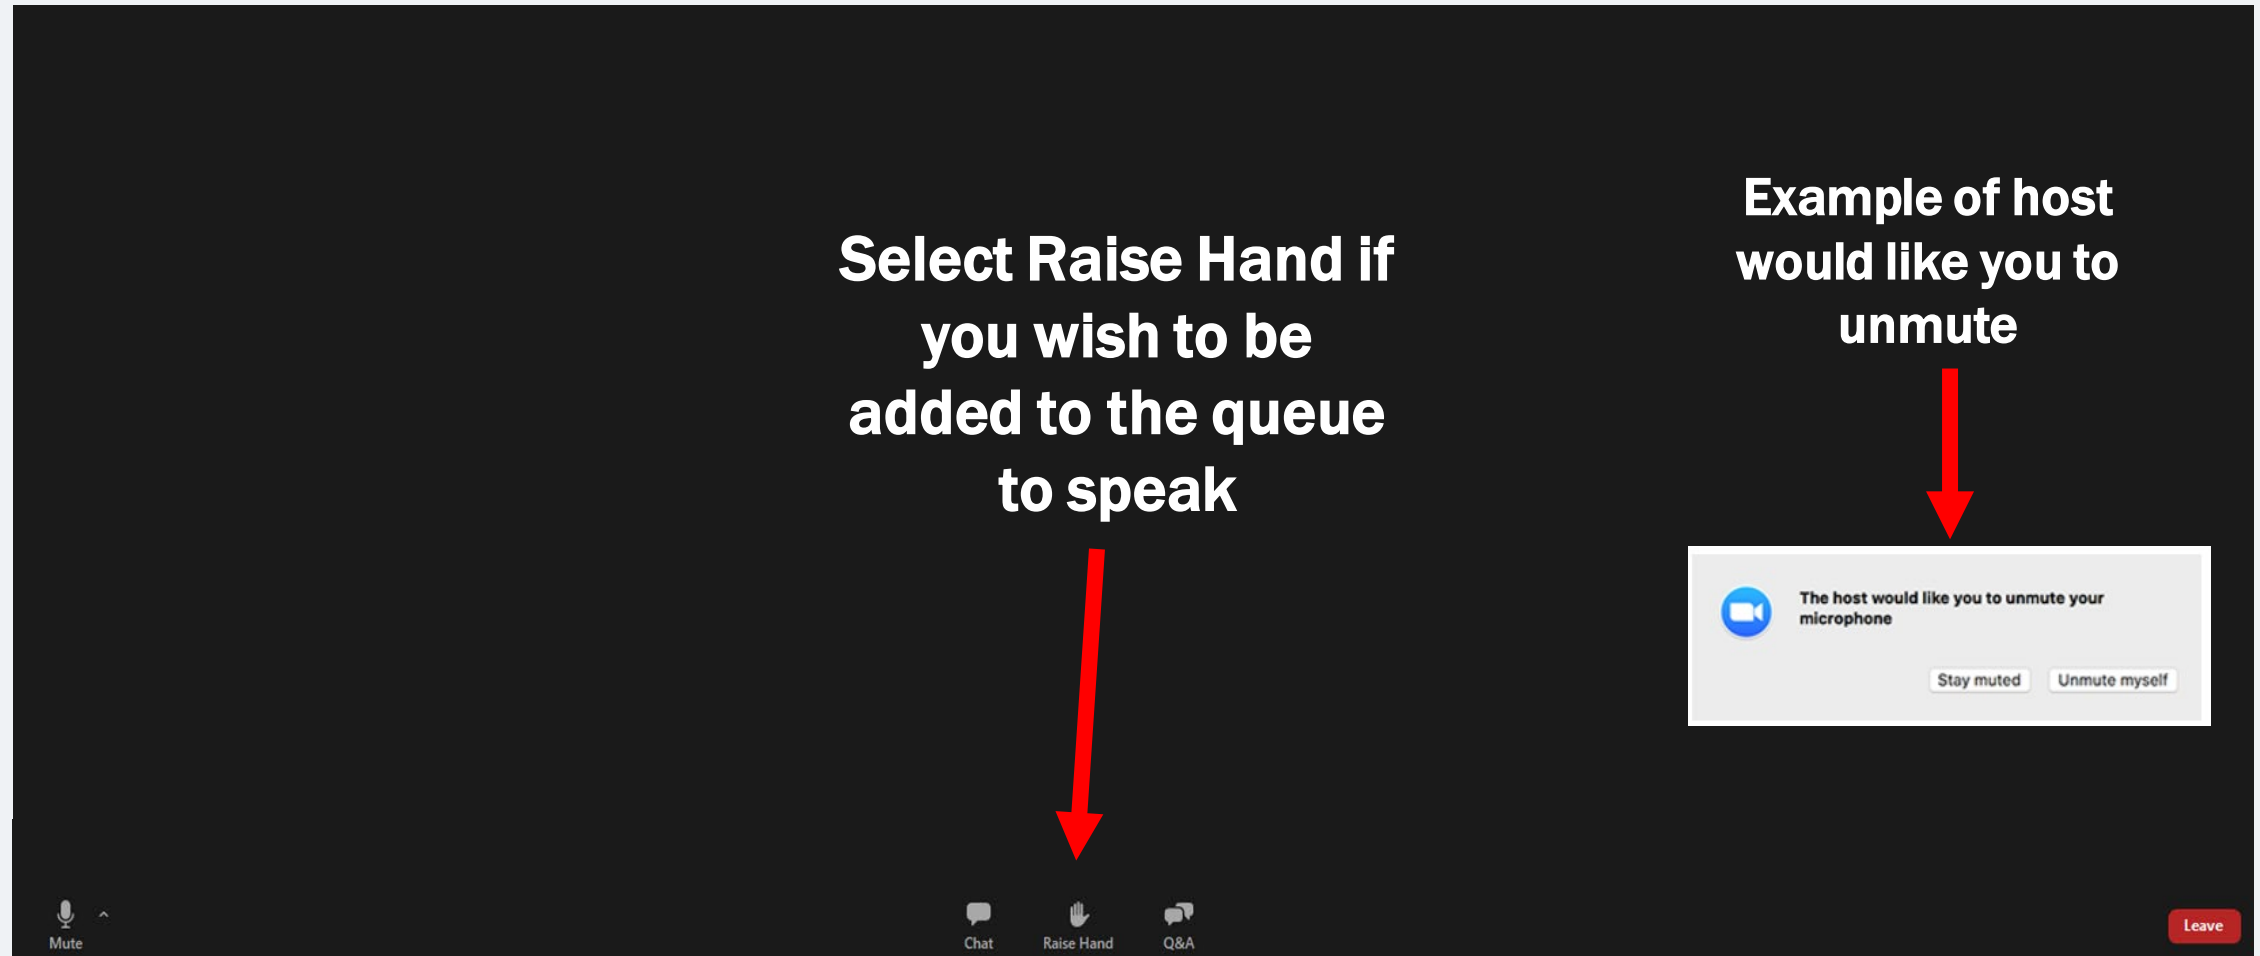 Select Raise Hand if
you wish to be
added to the queue
to speak
Example of host
would like you to
unmute
The host would like you to unmute your
microphone
Stay muted
Unmute myself
Mute
Chat
Raise Hand
Q&A
Leave